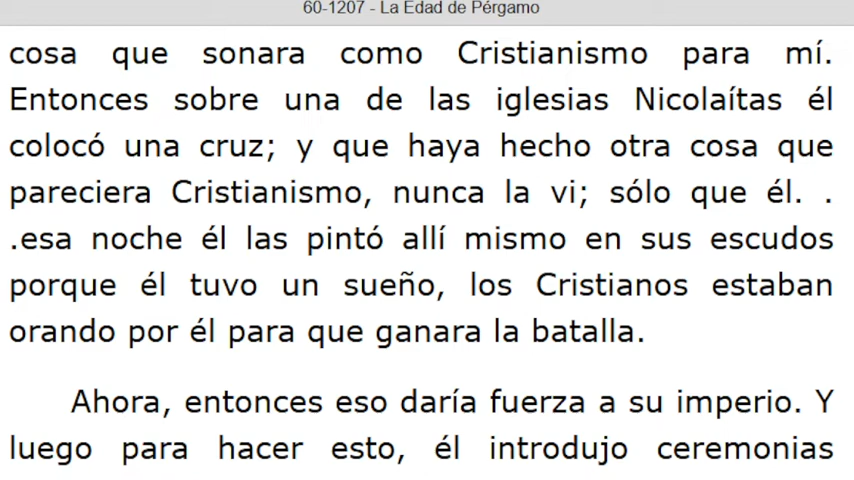 60-1207 - La Edad de Pérgamo
cosa que sonara como Cristianismo para mí.
Entonces sobre una de las iglesias Nicolaítas él
colocó una cruz; y que haya hecho otra cosa que
pareciera Cristianismo, nunca la vi; sólo que él. .
.esa noche él las pintó allí mismo en sus escudos
porque él tuvo un sueño, los Cristianos estaban
orando por él para que ganara la batalla.
Ahora, entonces eso daría fuerza a su imperio. Y
luego para hacer esto, él introdujo ceremonias